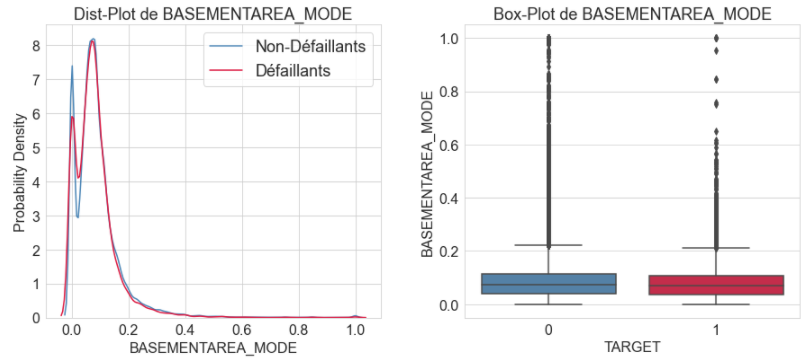 Dist-Plot de BASEMENTAREA_MODE
Probability Density
8
7
6
5
4
3
2
1
0
Non-Défaillants
Défaillants
0.0 0.2 0.4 0.6 0.8 1.0
BASEMENTAREA_MODE
Box-Plot de BASEMENTAREA_MODE
BASEMENTAREA_MODE
1.0
0.8
0.6
0.4
0.2
0.0
0 1
TARGET